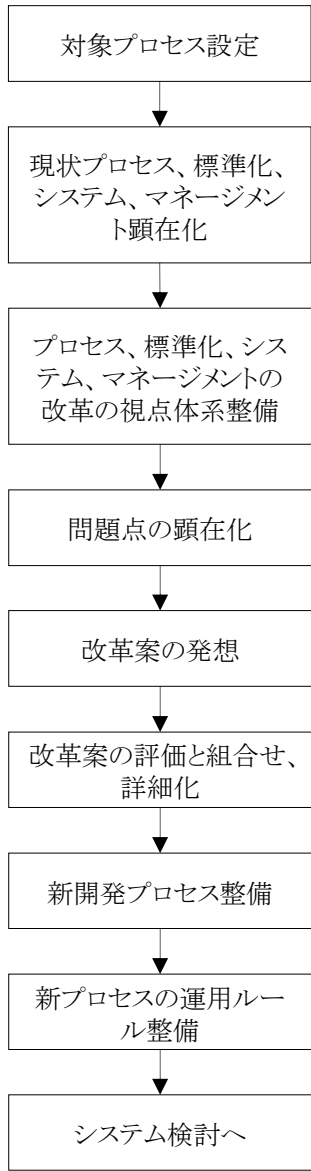 対象プロセス設定
現状プロセス、標準化、
システム、マネージメン
ト顕在化
プロセス、標準化、シス
テム、マネージメントの
改革の視点体系整備
問題点の顕在化
改革案の発想
改革案の評価と組合せ、
詳細化
新開発プロセス整備
新プロセスの運用ルー
ル整備
システム検討へ